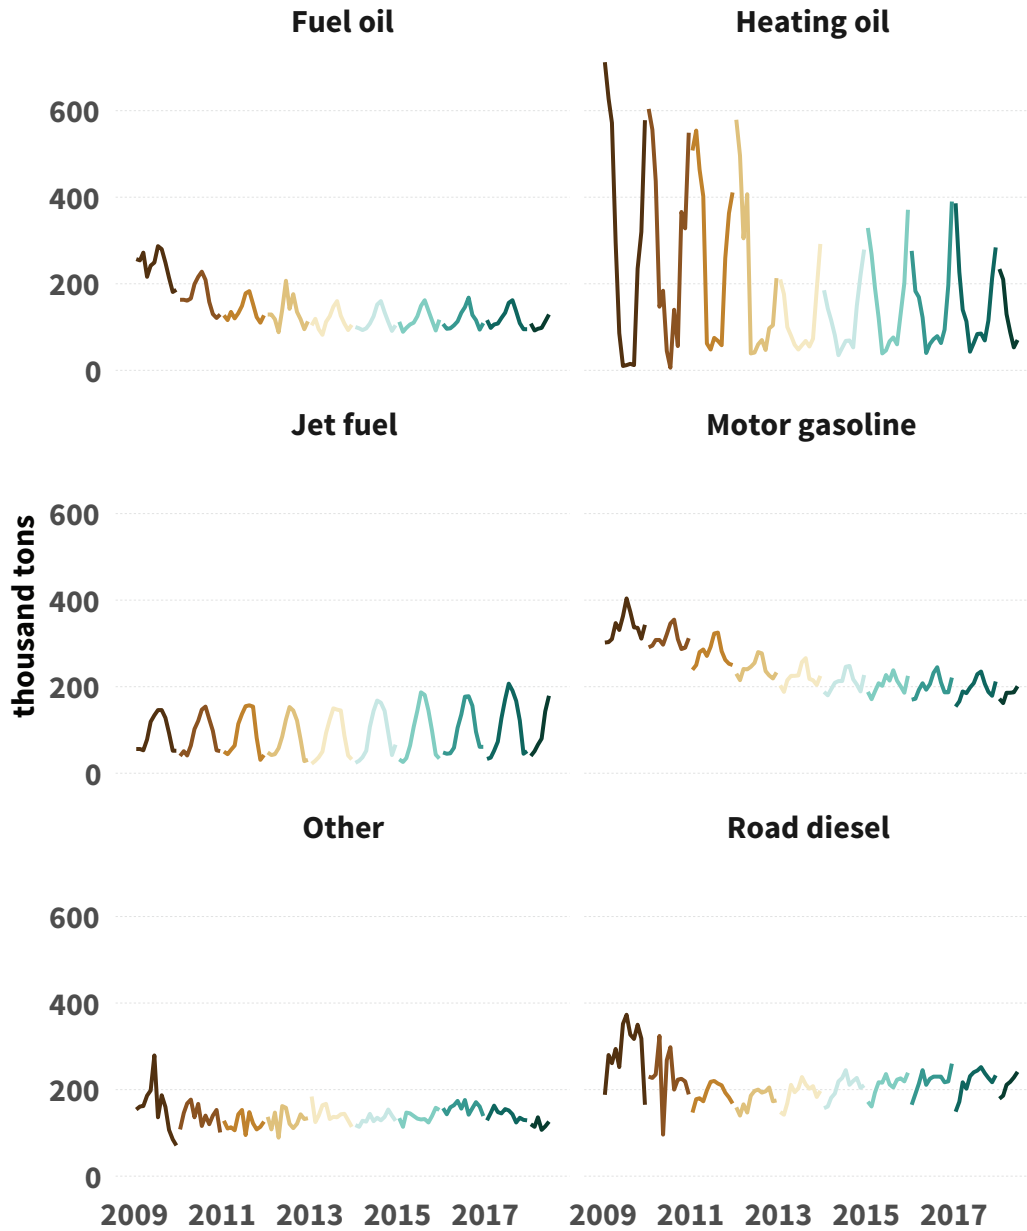 Fuel oil
Heating oil
600
400
200
0
Jet fuel
Motor gasoline
thousand tons
600
400
200
0
Other
Road diesel
600
400
200
0
2009 2011 2013 2015 2017 2009 2011 2013 2015 2017